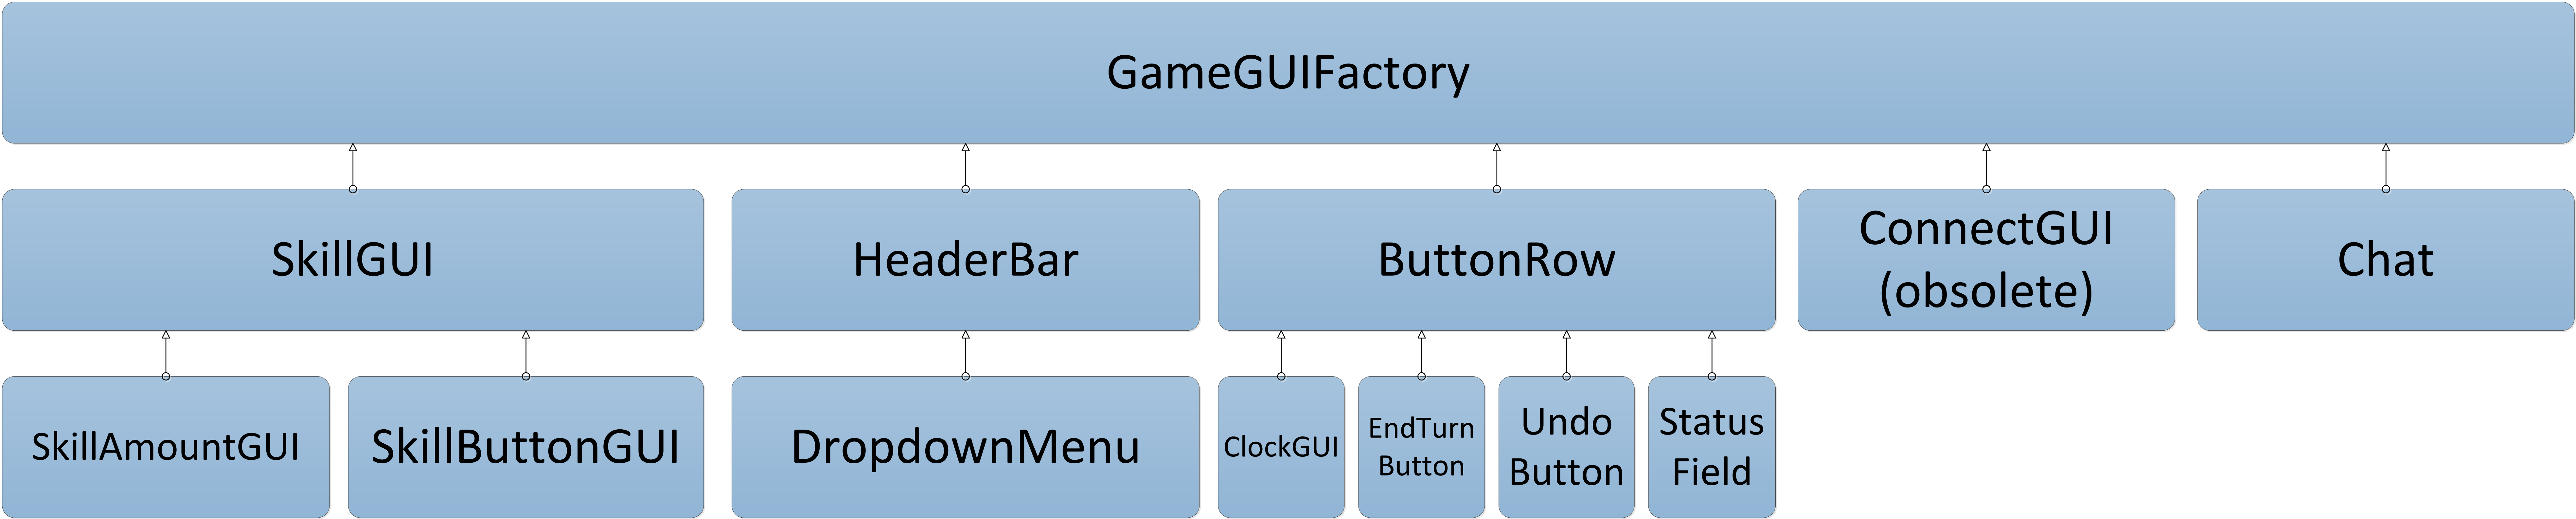 GameGUIFactory
SkillGUI
HeaderBar
ButtonRow
ConnectGUI
(obsolete)
Chat
SkillAmountGUI
SkillButtonGUI
DropdownMenu
ClockGUI
EndTurn
Button
Undo
Button
Status
Field